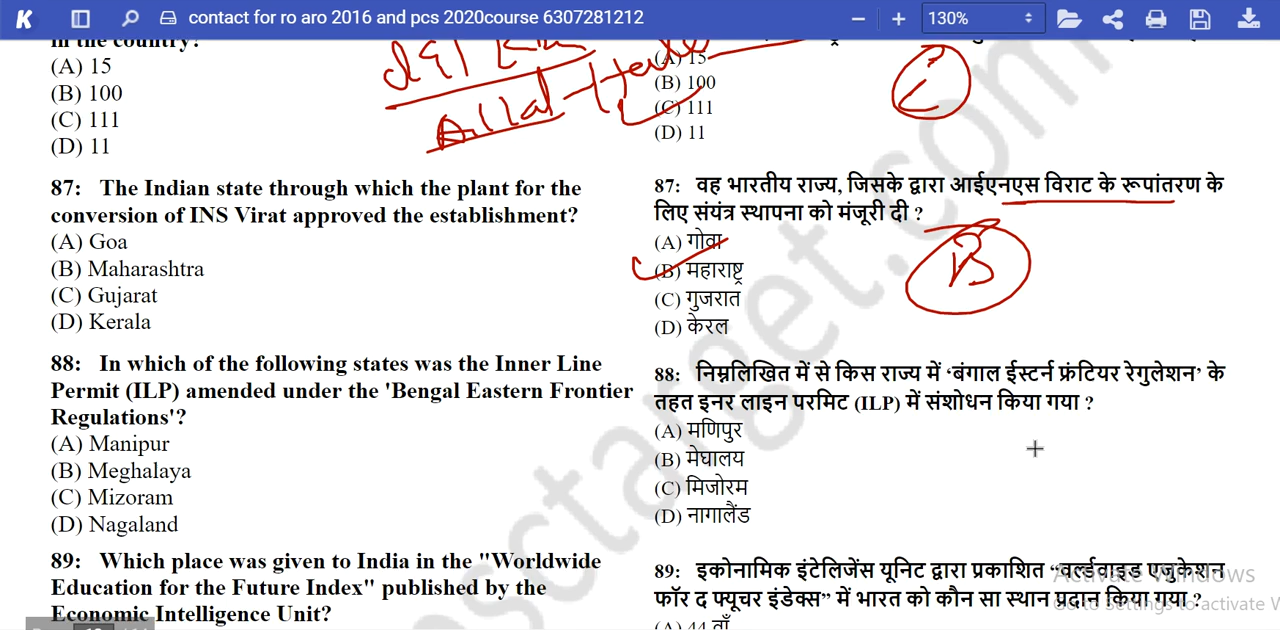 contact for ro aro 2016 and pcs 2020course 6307281212
130%
in the country?
(A) 15
(B) 100
(C) 111
(D) 11
87: The Indian state through which the plant for the
conversion of INS Virat approved the establishment?
(A) Goa
(B) Maharashtra
(C) Gujarat
(D) Kerala
88: In which of the following states was the Inner Line
Permit (ILP) amended under the 'Bengal Eastern Frontier
Regulations'?
(A) Manipur
(B) Meghalaya
(C) Mizoram
(D) Nagaland
89: Which place was given to India in the "Worldwide
Education for the Future Index" published by the
Economic Intelligence Unit?
(A) 15
(B) 100
(C) 111
(D) 11
87: वह भारतीय राज्य, जिसके द्वारा आईएनएस विराट के रूपांतरण के
लिए संयंत्र स्थापना को मंजूरी दी ?
(A) गोवा
(B) महाराष्ट्र
(C) गुजरात
(D) केरल
B
88: निम्नलिखित में से किस राज्य में ‘बंगाल ईस्टर्न फ्रंटियर रेगुलेशन’ के
तहत इनर लाइन परमिट (ILP) में संशोधन किया गया ?
(A) मणिपुर
(B) मेघालय
(C) मिजोरम
(D) नागालैंड
89: इकोनामिक इंटेलिजेंस यूनिट द्वारा प्रकाशित “वर्ल्डवाइड एजुकेशन
फॉर द फ्यूचर इंडेक्स” में भारत को कौन सा स्थान प्रदान किया गया ?
Activate Windows
Go to Settings to activate